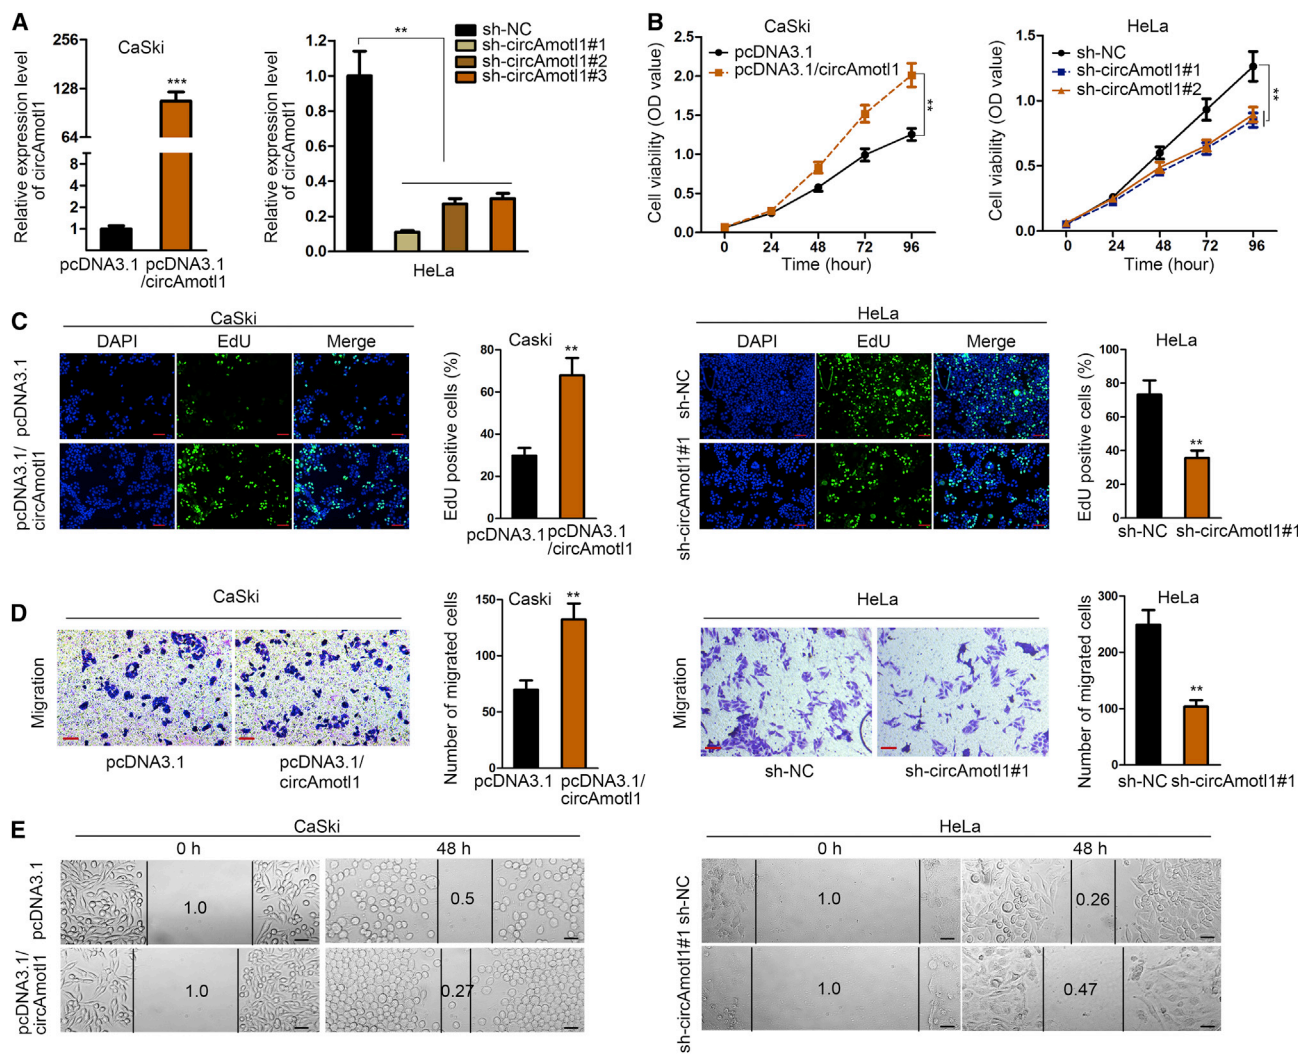 A
Relative expression level
of circAmotl1
256
128
64
8
4
2
1
CaSki
***
pcDNA3.1
pcDNA3.1
/circAmotl1
Relative expression level
of circAmotl1
1.2
1.0
0.8
0.6
0.4
0.2
0.0
**
sh-NC
sh-circAmotl1#1
sh-circAmotl1#2
sh-circAmotl1#3
HeLa
B
CaSki
Cell viability (OD value)
2.5
2.0
1.5
1.0
0.5
0.0
pcDNA3.1
pcDNA3.1/circAmotl1
**
0 24 48 72 96
Time (hour)
HeLa
Cell viability (OD value)
1.5
1.0
0.5
0.0
sh-NC
sh-circAmotl1#1
sh-circAmotl1#2
**
0 24 48 72 96
Time (hour)
C
CaSki
DAPI EdU Merge
pcDNA3.1
pcDNA3.1/
circAmotl1
Caski
EdU positive cells (%)
80
60
40
20
0
**
pcDNA3.1
pcDNA3.1
/circAmotl1
HeLa
DAPI EdU Merge
sh-NC
sh-circAmotl1#1
HeLa
EdU positive cells (%)
100
80
60
40
20
0
**
sh-NC sh-circAmotl1#1
D
CaSki
Migration
pcDNA3.1
pcDNA3.1/
circAmotl1
Caski
Number of migrated cells
150
100
50
0
**
pcDNA3.1
pcDNA3.1/
circAmotl1
HeLa
Migration
sh-NC
sh-circAmotl1#1
HeLa
Number of migrated cells
300
200
100
0
**
sh-NC sh-circAmotl1#1
E
CaSki
0 h 48 h
pcDNA3.1
1.0 0.5
pcDNA3.1/
circAmotl1
1.0 0.27
HeLa
0 h 48 h
sh-NC
1.0 0.26
sh-circAmotl1#1
1.0 0.47